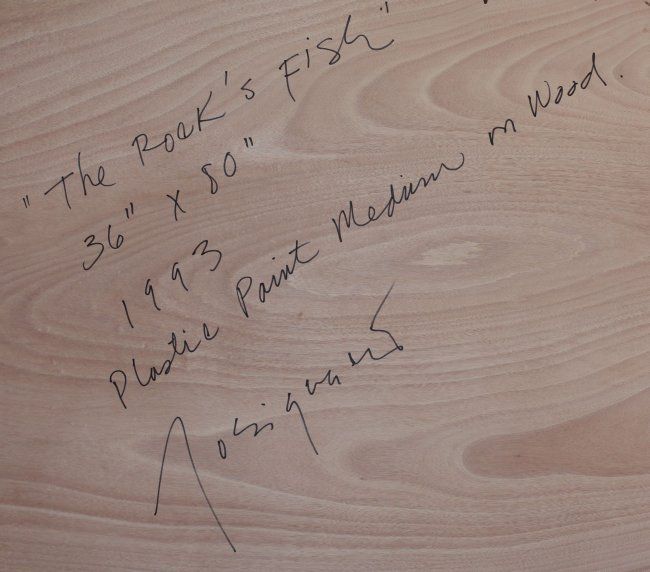 "The Rock's Fish"
36" x 80"
1993
Plastic Paint Medium on Wood.